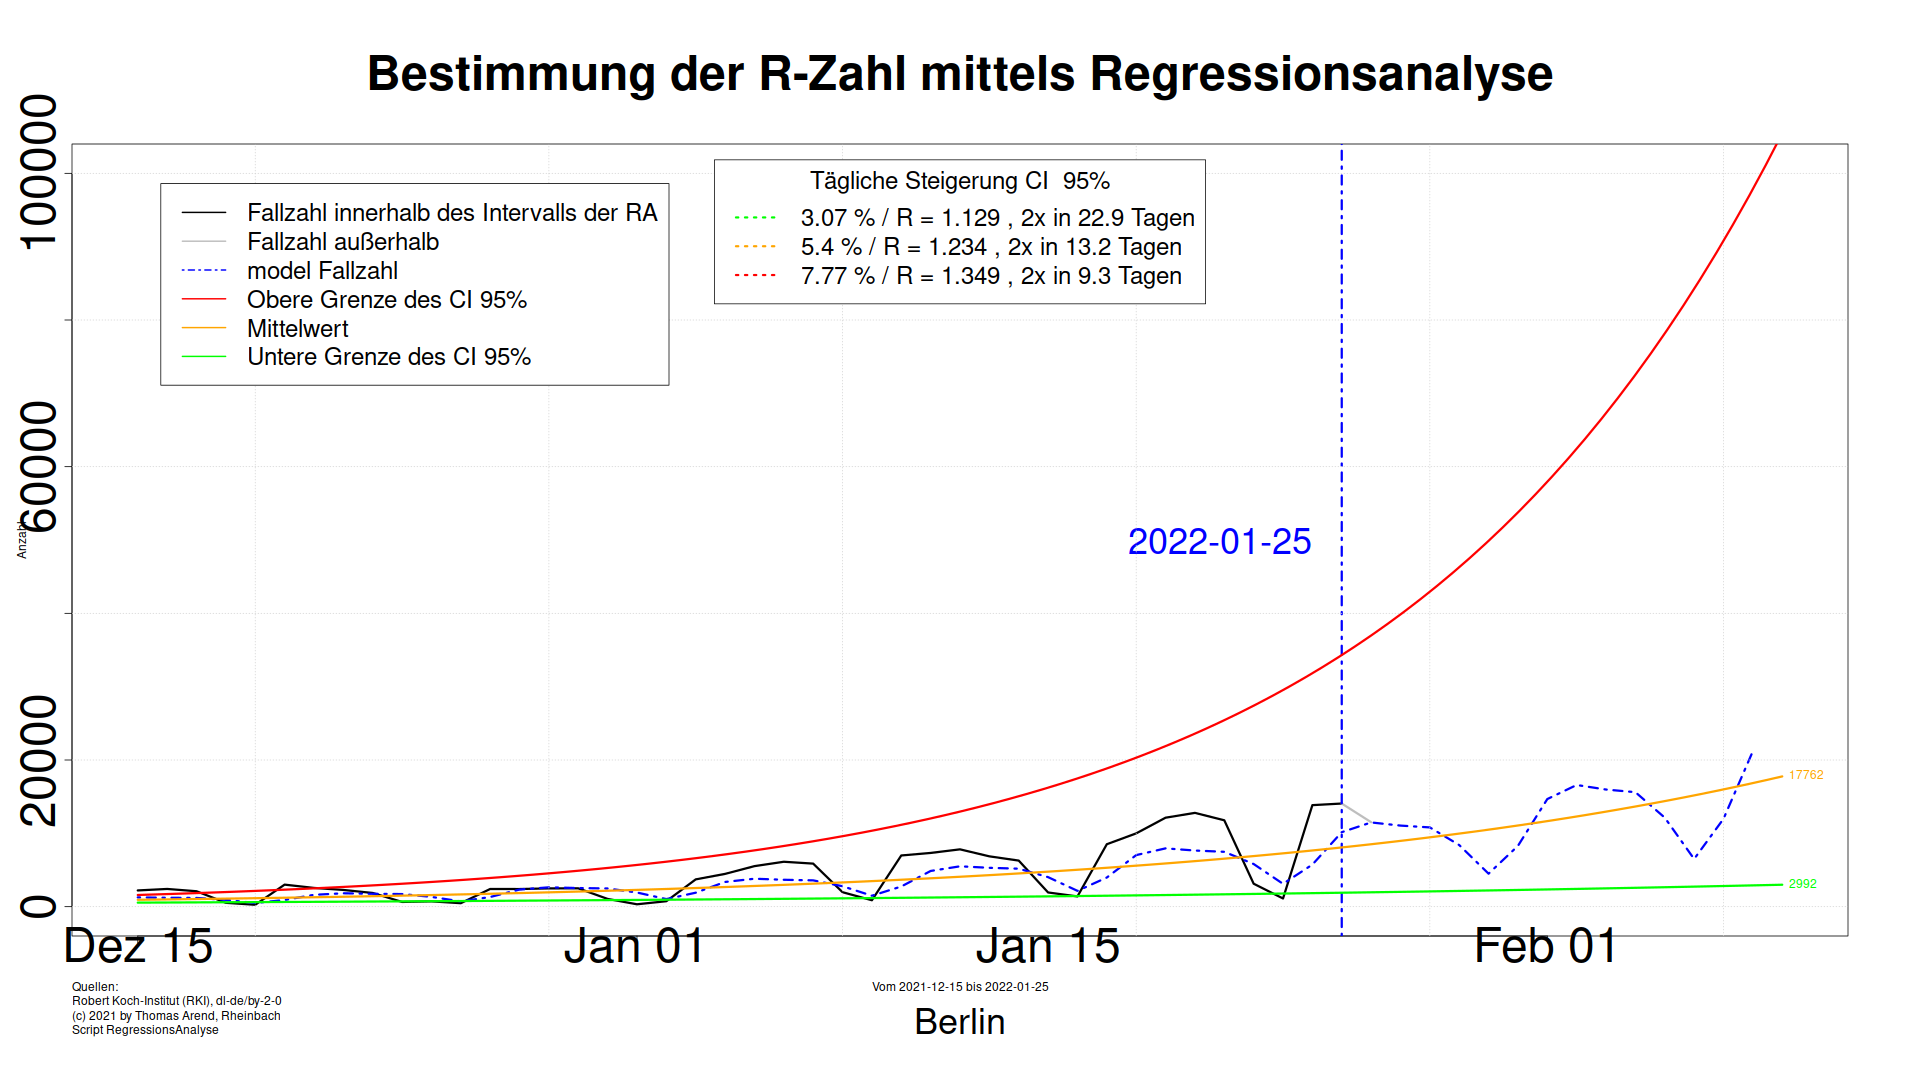 Bestimmung der R-Zahl mittels Regressionsanalyse
Anzahl
100000
60000
20000
0
Fallzahl innerhalb des Intervalls der RA
Fallzahl außerhalb
model Fallzahl
Obere Grenze des CI 95%
Mittelwert
Untere Grenze des CI 95%
Tägliche Steigerung CI 95%
3.07 % / R = 1.129 , 2x in 22.9 Tagen
5.4 % / R = 1.234 , 2x in 13.2 Tagen
7.77 % / R = 1.349 , 2x in 9.3 Tagen
2022-01-25
17762
2992
Dez 15
Jan 01
Jan 15
Feb 01
Quellen:
Robert Koch-Institut (RKI), dl-de/by-2-0
(c) 2021 by Thomas Arend, Rheinbach
Script RegressionsAnalyse
Vom 2021-12-15 bis 2022-01-25
Berlin